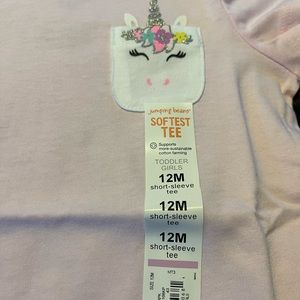 jumping beans
SOFTEST
TEE
Supports
more sustainable
cotton farming
TODDLER
GIRLS
12M
short-sleeve
tee
12M
short-sleeve
tee
12M
short-sleeve
tee